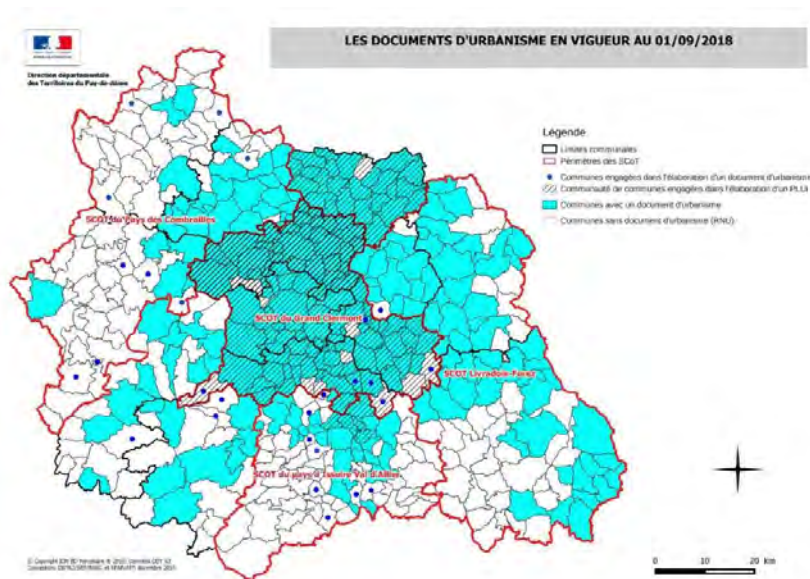 LES DOCUMENTS D'URBANISME EN VIGUEUR AU 01/09/2018
Direction départementale
des Territoires du Puy-de-dôme
Légende
Limites communales
Périmètres des SCoT
Communes engagées dans l'élaboration d'un document d'urbanisme
Communauté de communes engagées dans l'élaboration d'un PLUi
Communes avec un document d'urbanisme
Communes sans document d'urbanisme (RNU)
SCOT du Pays des Combrailles
SCOT du Grand Clermont
SCOT Livradois-Forez
SCOT du pays d'Issoire Val d'Allier
0 10 20 km